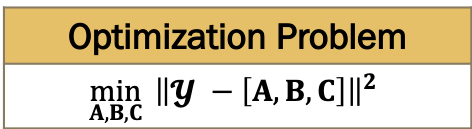 Optimization Problem
min ‖𝓨 − [A, B, C]‖²
A,B,C